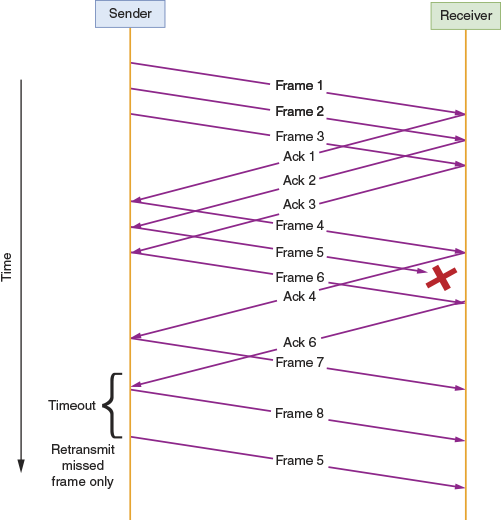 Sender
Receiver
Frame 1
Frame 2
Frame 3
Ack 1
Ack 2
Ack 3
Frame 4
Frame 5
Frame 6
Ack 4
Ack 6
Frame 7
Frame 8
Frame 5
Time
Timeout
Retransmit
missed
frame only